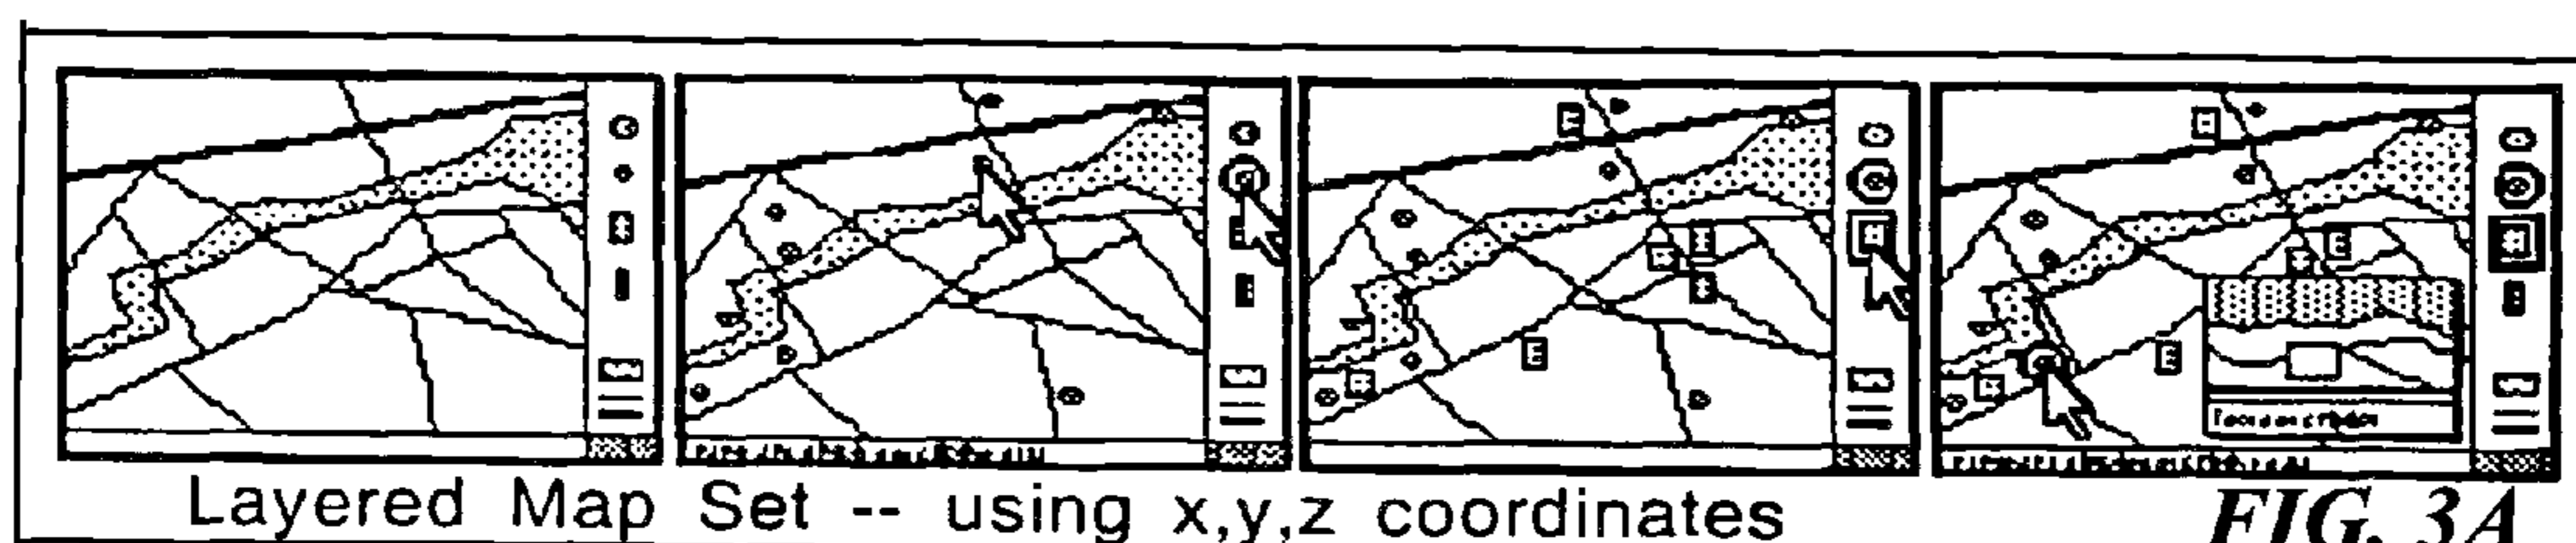 Layered Map Set -- using x,y,z coordinates
FIG. 3A